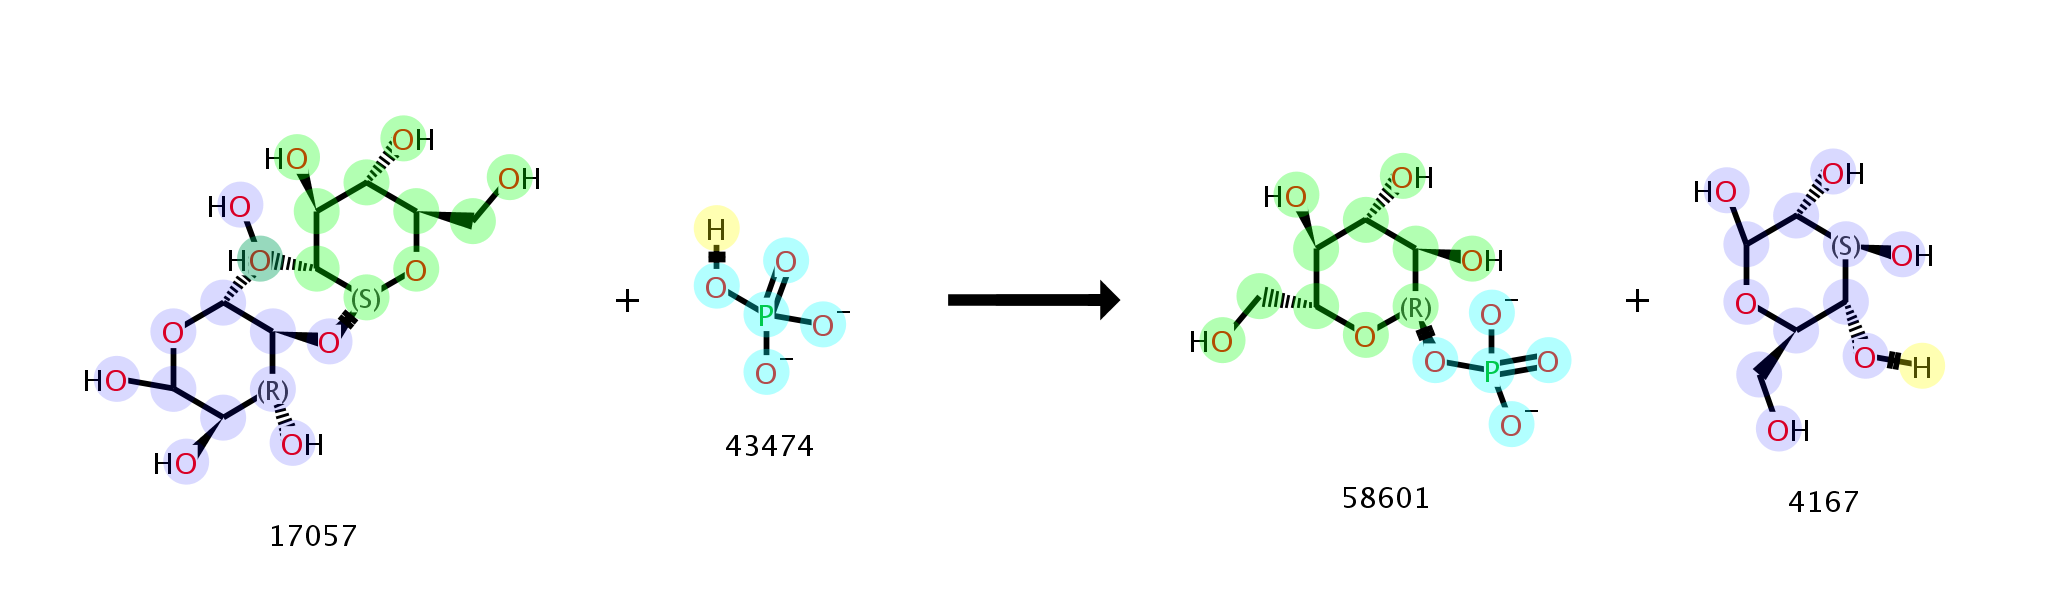 HO OH OH
HO
HO (S) O
O O
HO (R)
HO OH
17057
+
H
O O
P O⁻
O⁻
43474
HO OH
OH
(R) O⁻
HO O O P O
O⁻
58601
+
HO OH
(S) OH
O
O H
OH
4167